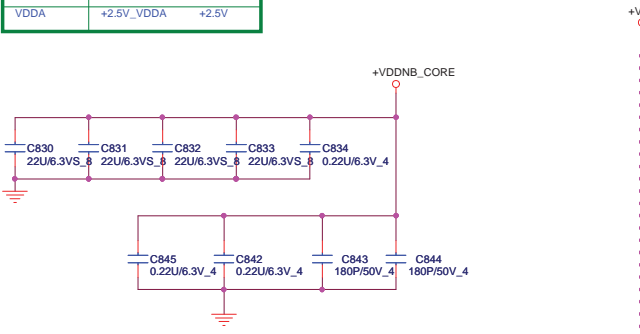 VDDA +2.5V_VDDA +2.5V
+V
+VDDNB_CORE
C830 C831 C832 C833 C834
22U/6.3VS_8 22U/6.3VS_8 22U/6.3VS_8 22U/6.3VS_8 0.22U/6.3V_4
C845 C842 C843 C844
0.22U/6.3V_4 0.22U/6.3V_4 180P/50V_4 180P/50V_4